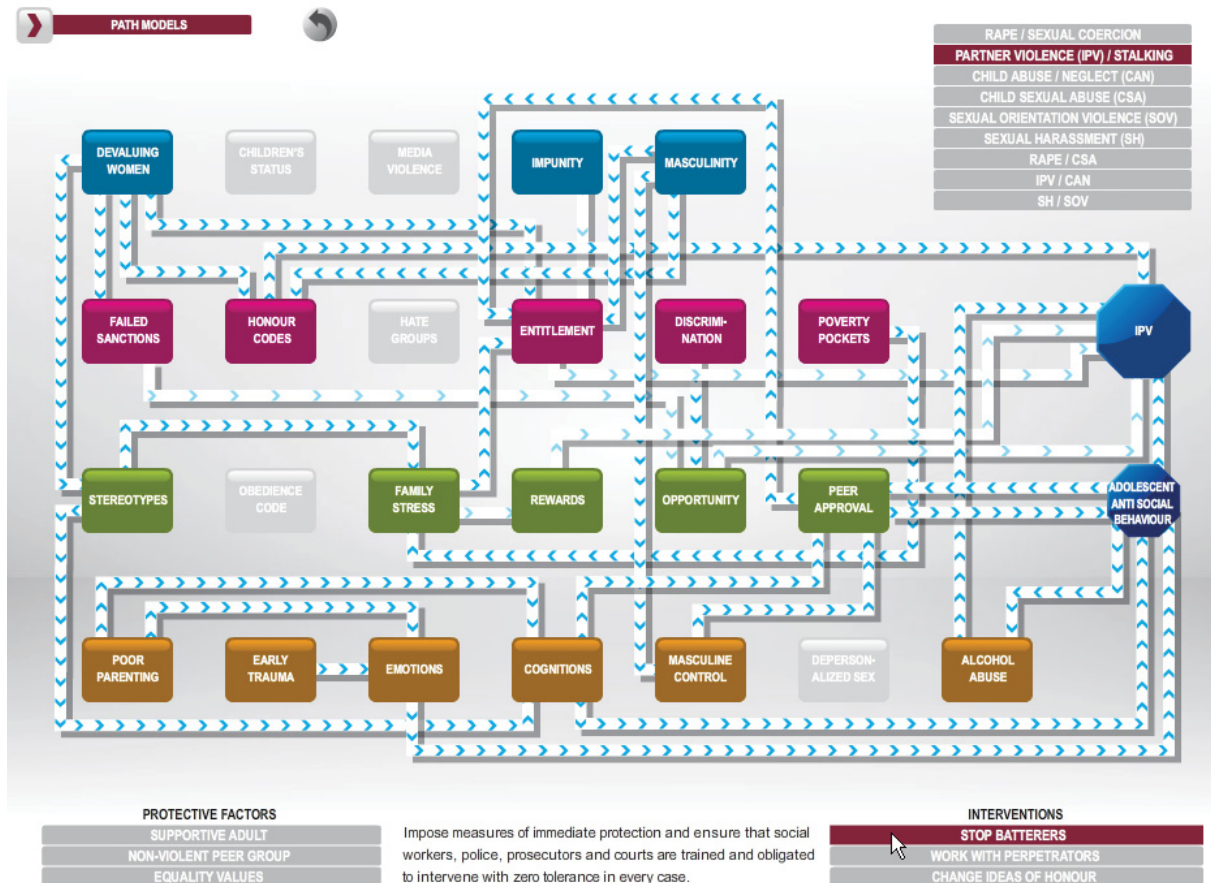 PATH MODELS
RAPE / SEXUAL COERCION
PARTNER VIOLENCE (IPV) / STALKING
CHILD ABUSE / NEGLECT (CAN)
CHILD SEXUAL ABUSE (CSA)
SEXUAL ORIENTATION VIOLENCE (SOV)
SEXUAL HARASSMENT (SH)
RAPE / CSA
IPV / CAN
SH / SOV
DEVALUING
WOMEN
CHILDREN'S
STATUS
MEDIA
VIOLENCE
IMPUNITY
MASCULINITY
FAILED
SANCTIONS
HONOUR
CODES
HATE
GROUPS
ENTITLEMENT
DISCRIMI-
NATION
POVERTY
POCKETS
IPV
STEREOTYPES
OBEDIENCE
CODE
FAMILY
STRESS
REWARDS
OPPORTUNITY
PEER
APPROVAL
ADOLESCENT
ANTI SOCIAL
BEHAVIOUR
POOR
PARENTING
EARLY
TRAUMA
EMOTIONS
COGNITIONS
MASCULINE
CONTROL
DEPERSON-
ALIZED SEX
ALCOHOL
ABUSE
PROTECTIVE FACTORS
SUPPORTIVE ADULT
NON-VIOLENT PEER GROUP
EQUALITY VALUES
Impose measures of immediate protection and ensure that social
workers, police, prosecutors and courts are trained and obligated
to intervene with zero tolerance in every case.
INTERVENTIONS
STOP BATTERERS
WORK WITH PERPETRATORS
CHANGE IDEAS OF HONOUR